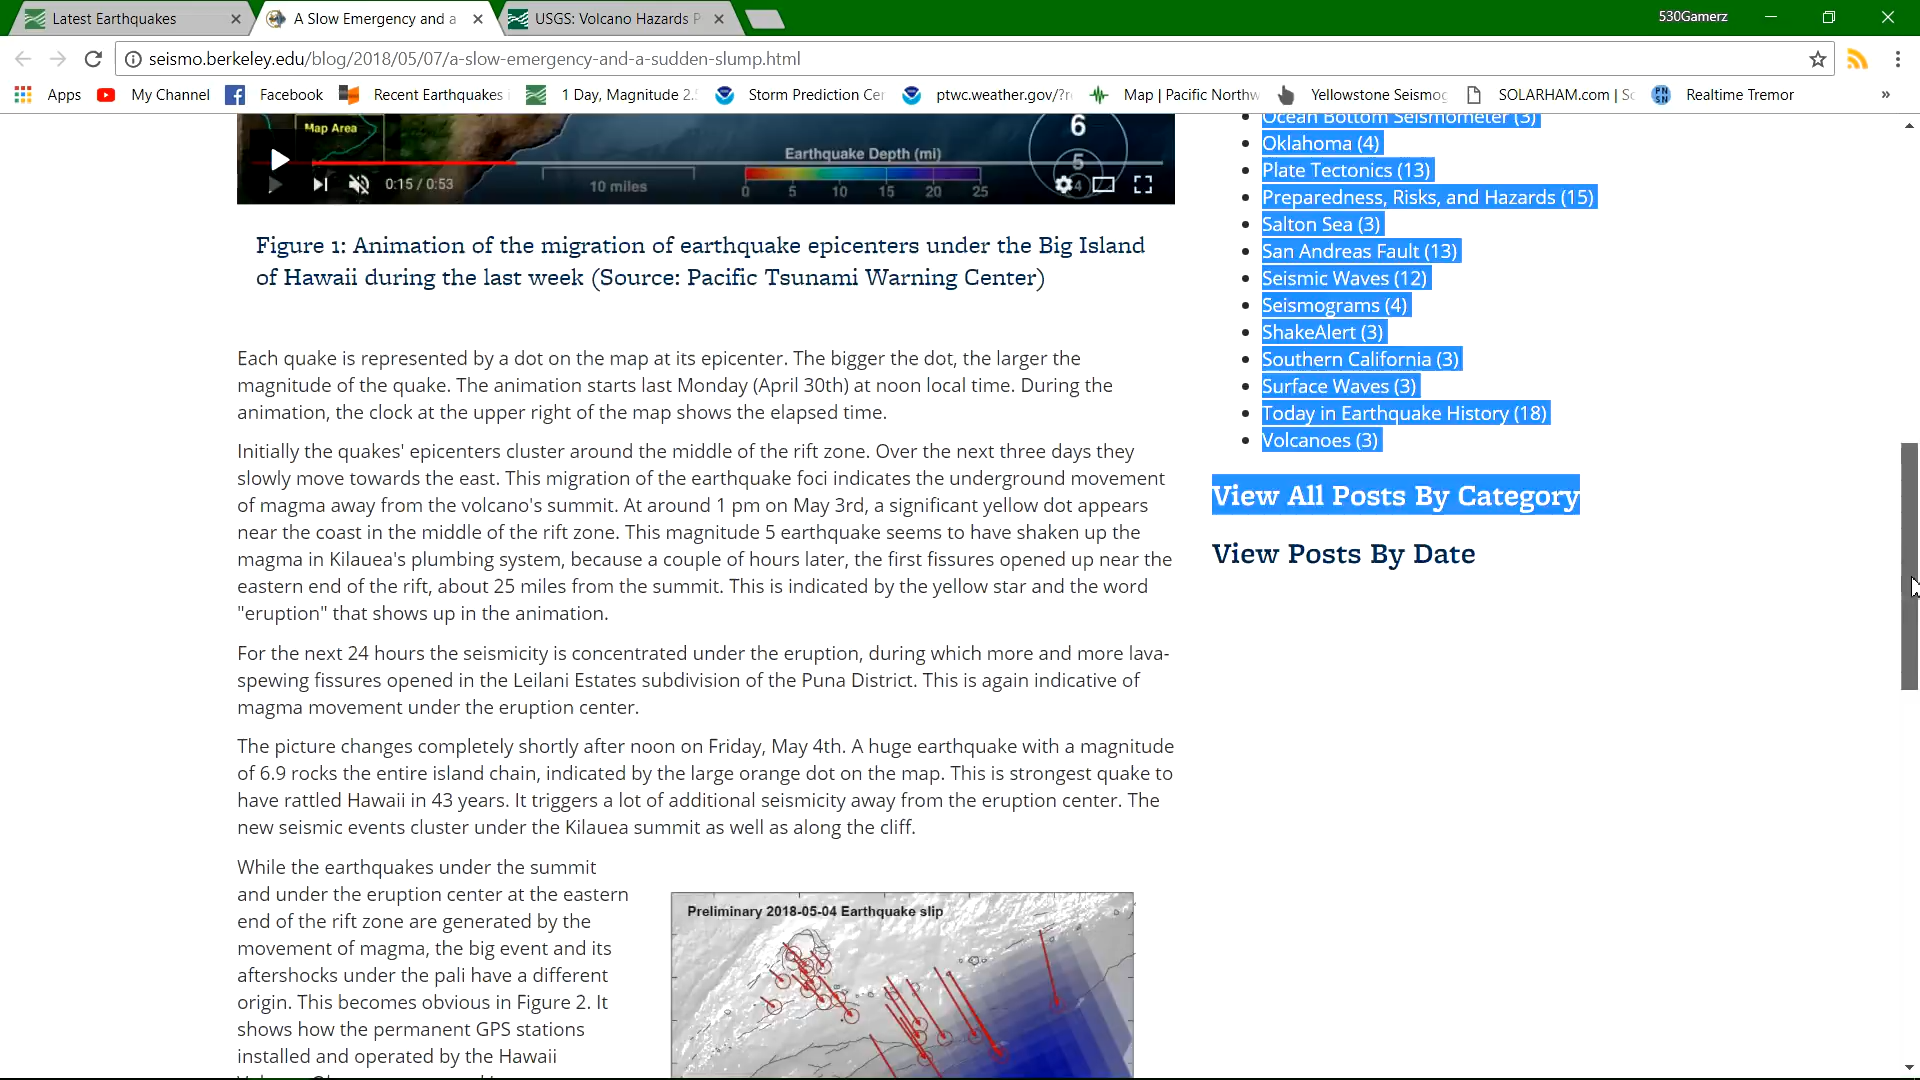 Latest Earthquakes
A Slow Emergency and a
USGS: Volcano Hazards P
530Gamerz
seismo.berkeley.edu/blog/2018/05/07/a-slow-emergency-and-a-sudden-slump.html
Apps
My Channel
Facebook
Recent Earthquakes
1 Day, Magnitude 2.
Storm Prediction Cer
ptwc.weather.gov/?r
Map | Pacific Northw
Yellowstone Seismog
SOLARHAM.com | So
Realtime Tremor
»
Map Area
Earthquake Depth (mi)
10 miles
0 5 10 15 20 25
6
5
4
0:15 / 0:53
Figure 1: Animation of the migration of earthquake epicenters under the Big Island
of Hawaii during the last week (Source: Pacific Tsunami Warning Center)
Each quake is represented by a dot on the map at its epicenter. The bigger the dot, the larger the
magnitude of the quake. The animation starts last Monday (April 30th) at noon local time. During the
animation, the clock at the upper right of the map shows the elapsed time.
Initially the quakes' epicenters cluster around the middle of the rift zone. Over the next three days they
slowly move towards the east. This migration of the earthquake foci indicates the underground movement
of magma away from the volcano's summit. At around 1 pm on May 3rd, a significant yellow dot appears
near the coast in the middle of the rift zone. This magnitude 5 earthquake seems to have shaken up the
magma in Kilauea's plumbing system, because a couple of hours later, the first fissures opened up near the
eastern end of the rift, about 25 miles from the summit. This is indicated by the yellow star and the word
"eruption" that shows up in the animation.
For the next 24 hours the seismicity is concentrated under the eruption, during which more and more lava-
spewing fissures opened in the Leilani Estates subdivision of the Puna District. This is again indicative of
magma movement under the eruption center.
The picture changes completely shortly after noon on Friday, May 4th. A huge earthquake with a magnitude
of 6.9 rocks the entire island chain, indicated by the large orange dot on the map. This is strongest quake to
have rattled Hawaii in 43 years. It triggers a lot of additional seismicity away from the eruption center. The
new seismic events cluster under the Kilauea summit as well as along the cliff.
While the earthquakes under the summit
and under the eruption center at the eastern
end of the rift zone are generated by the
movement of magma, the big event and its
aftershocks under the pali have a different
origin. This becomes obvious in Figure 2. It
shows how the permanent GPS stations
installed and operated by the Hawaii
Preliminary 2018-05-04 Earthquake slip
Ocean Bottom Seismometer (3)
Oklahoma (4)
Plate Tectonics (13)
Preparedness, Risks, and Hazards (15)
Salton Sea (3)
San Andreas Fault (13)
Seismic Waves (12)
Seismograms (4)
ShakeAlert (3)
Southern California (3)
Surface Waves (3)
Today in Earthquake History (18)
Volcanoes (3)
View All Posts By Category
View Posts By Date